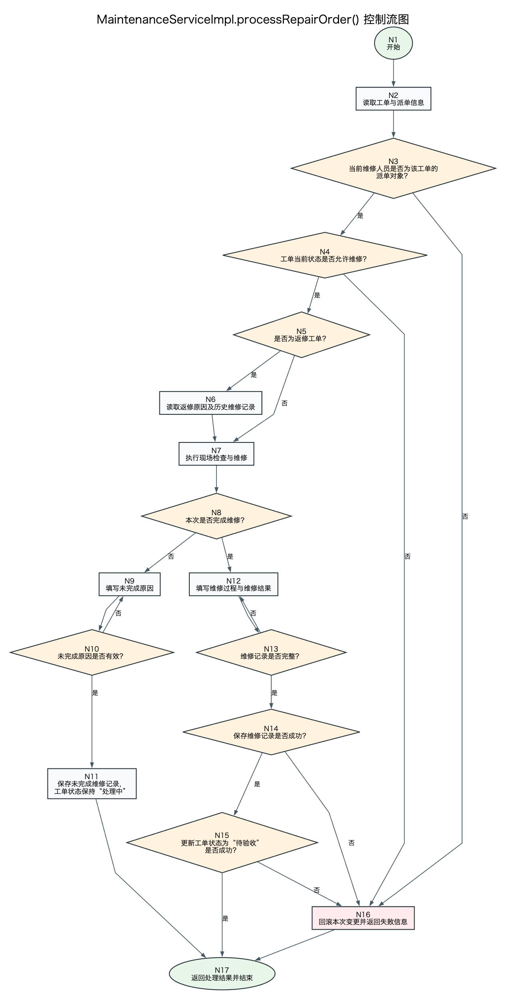 MaintenanceServiceImpl.processRepairOrder() 控制流图
N1
开始
N2
读取工单与派单信息
N3
当前维修人员是否为该工单的
派单对象?
是
否
N4
工单当前状态是否允许维修?
是
否
N5
是否为返修工单?
是
否
N6
读取返修原因及历史维修记录
N7
执行现场检查与维修
N8
本次是否完成维修?
否
是
N9
填写未完成原因
N12
填写维修过程与维修结果
否
否
N10
未完成原因是否有效?
N13
维修记录是否完整?
是
是
N14
保存维修记录是否成功?
是
否
N11
保存未完成维修记录,
工单状态保持“处理中”
N15
更新工单状态为“待验收”
是否成功?
否
是
N16
回滚本次变更并返回失败信息
N17
返回处理结果并结束